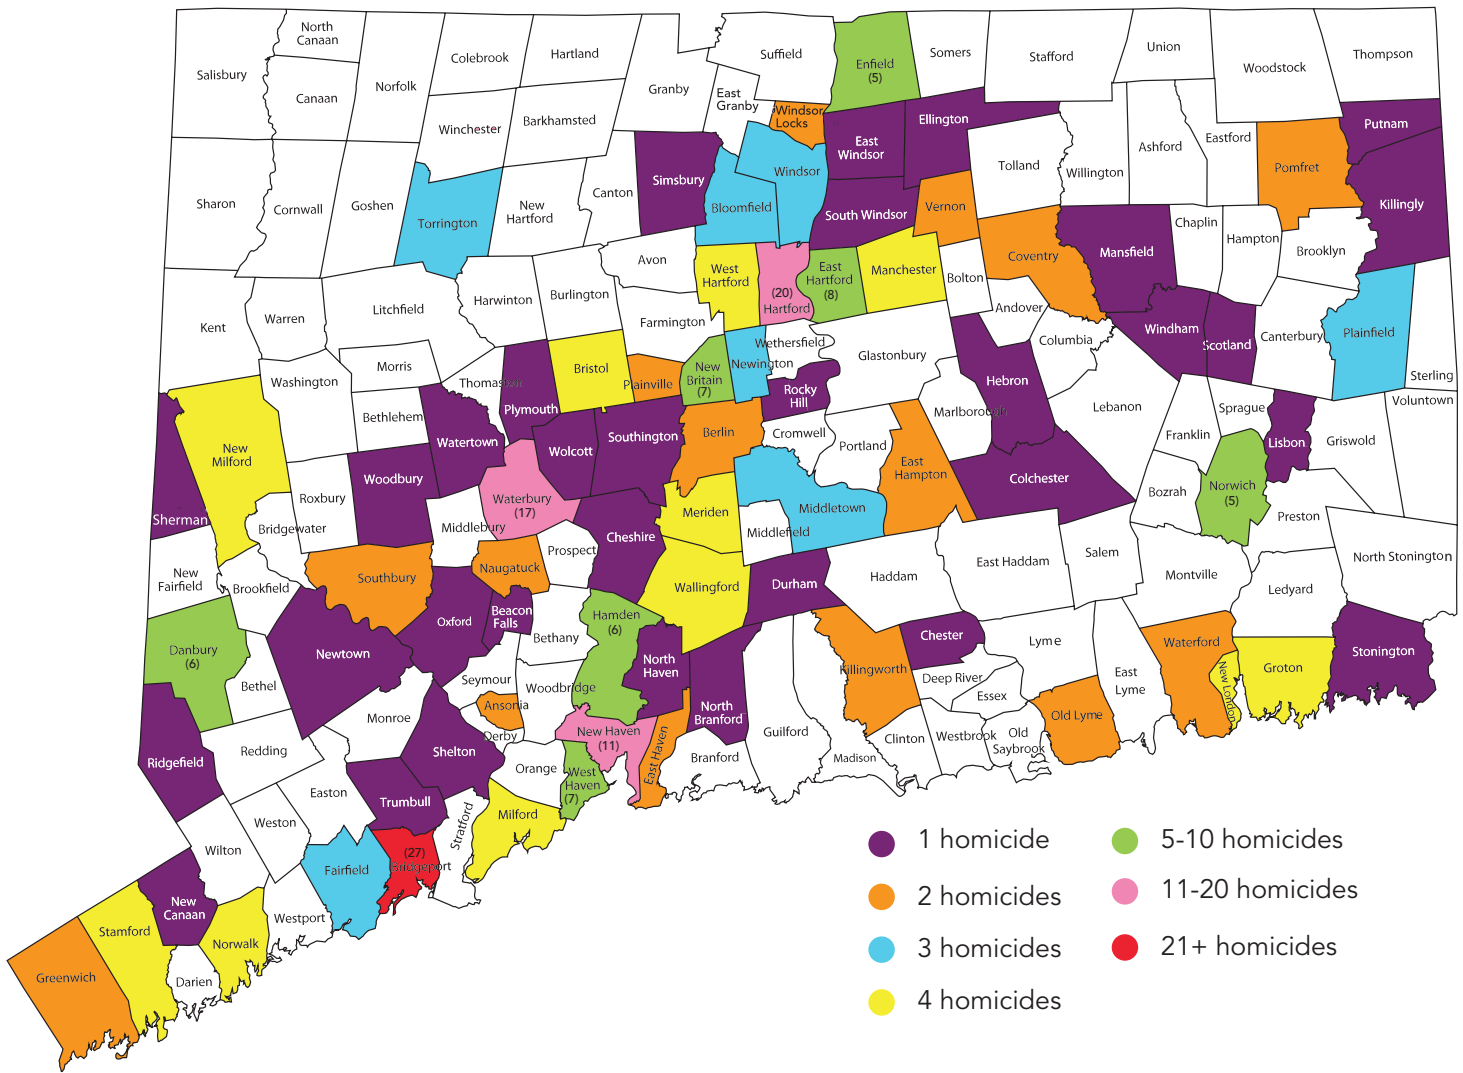 North
Canaan
Colebrook
Hartland
Suffield
Enfield
(5)
Somers
Stafford
Union
Woodstock
Thompson
Salisbury
Canaan
Norfolk
Granby
East
Granby
Windsor
Locks
Winchester
Barkhamsted
East
Windsor
Ellington
Tolland
Willington
Ashford
Eastford
Pomfret
Putnam
Killingly
Sharon
Cornwall
Goshen
Torrington
New
Hartford
Canton
Simsbury
Bloomfield
Windsor
South Windsor
Vernon
Coventry
Mansfield
Chaplin
Hampton
Brooklyn
Kent
Warren
Litchfield
Harwinton
Burlington
Avon
Farmington
West
Hartford
(20)
Hartford
East
Hartford
(8)
Manchester
Bolton
Andover
Columbia
Windham
Scotland
Canterbury
Plainfield
Sterling
Voluntown
Washington
Morris
Bethlehem
Thomaston
Plymouth
Bristol
Plainville
New
Britain
(7)
Newington
Wethersfield
Rocky
Hill
Glastonbury
Hebron
Marlborough
Lebanon
Franklin
Sprague
Lisbon
Griswold
New
Milford
Sherman
Roxbury
Bridgewater
Woodbury
Watertown
Wolcott
Southington
Berlin
Cromwell
Portland
East
Hampton
Colchester
Bozrah
Norwich
(5)
Preston
North Stonington
Waterbury
(17)
Middlebury
Cheshire
Meriden
Middlefield
Middletown
Prospect
Naugatuck
Southbury
New
Fairfield
Brookfield
Wallingford
Durham
Haddam
East Haddam
Salem
Montville
Ledyard
Danbury
(6)
Bethel
Newtown
Oxford
Beacon
Falls
Bethany
Hamden
(6)
North
Haven
North
Branford
Killingworth
Chester
Deep River
Essex
Lyme
East
Lyme
Waterford
New London
Groton
Stonington
Seymour
Woodbridge
Ansonia
Derby
Monroe
Shelton
Redding
Ridgefield
New Haven
(11)
East Haven
Branford
Guilford
Madison
Clinton
Westbrook
Old
Saybrook
Old Lyme
Orange
West
Haven
(7)
Milford
Stratford
Trumbull
Easton
Weston
Wilton
Fairfield
(27)
Bridgeport
Westport
Norwalk
New
Canaan
Darien
Stamford
Greenwich
1 homicide
2 homicides
3 homicides
4 homicides
5-10 homicides
11-20 homicides
21+ homicides